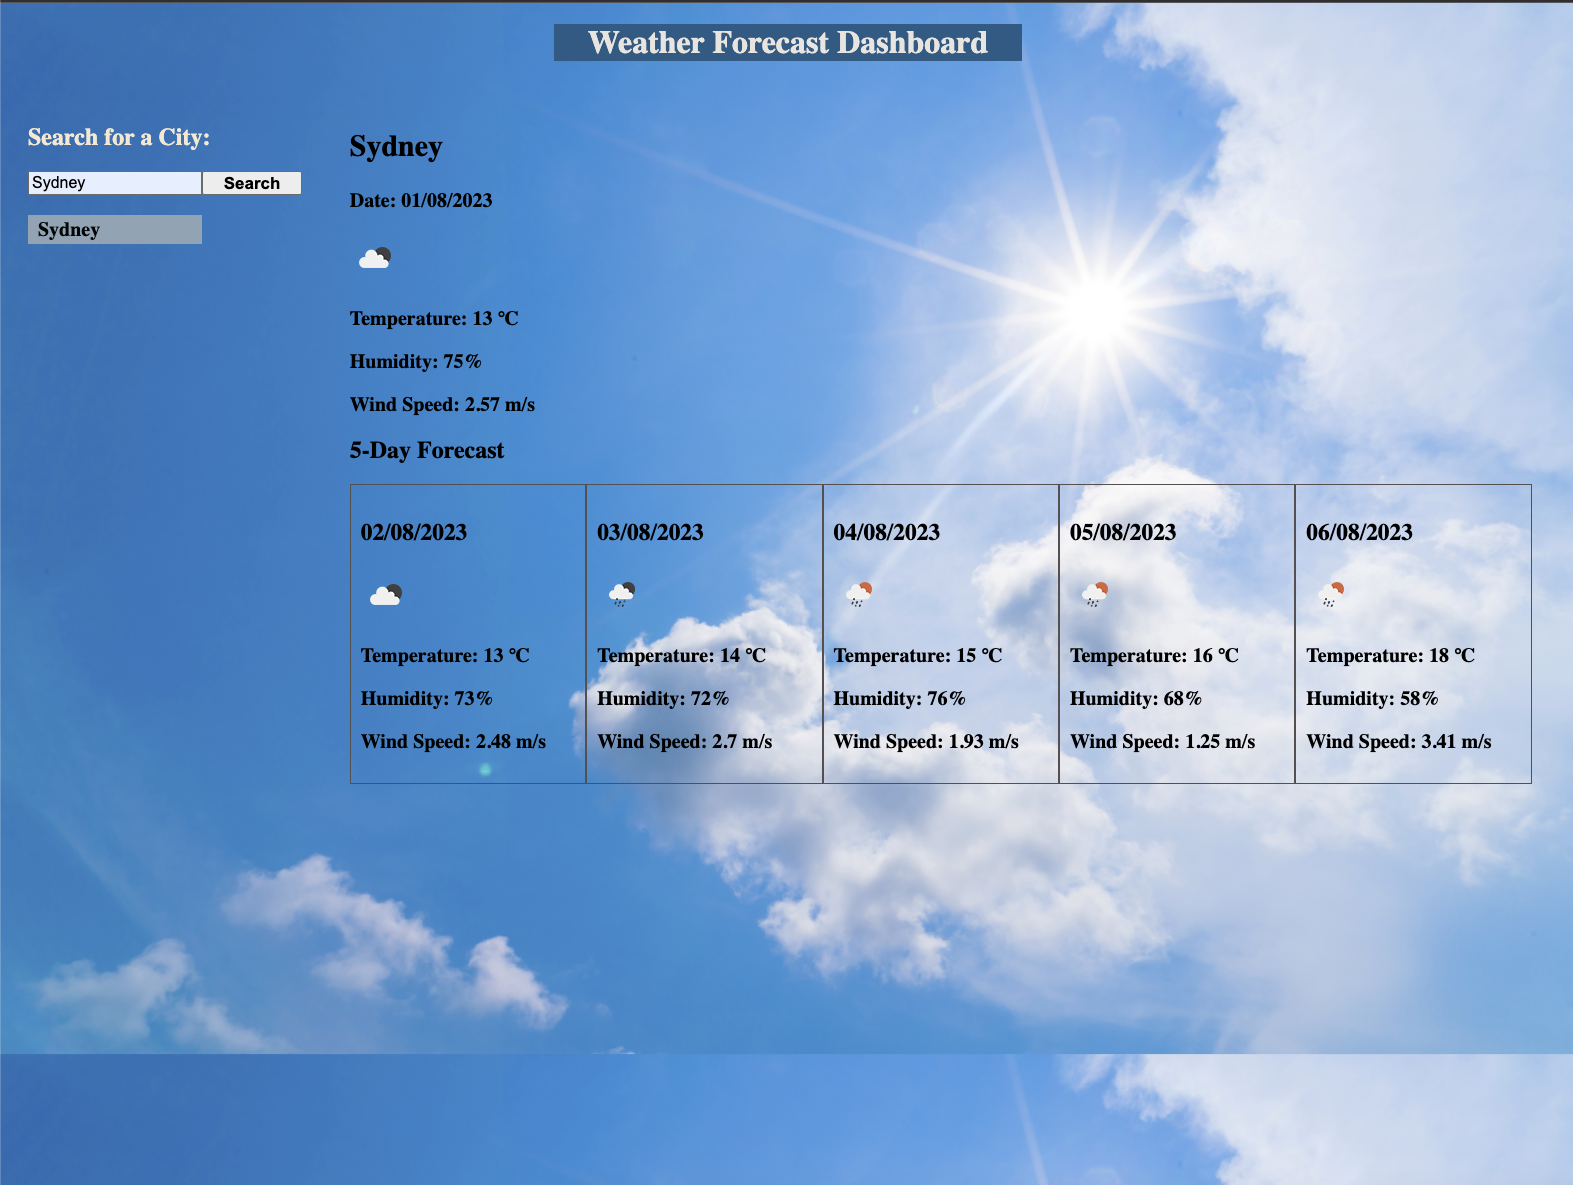 Weather Forecast Dashboard
Search for a City:
Sydney
Search
Sydney
Sydney
Date: 01/08/2023
Temperature: 13 °C
Humidity: 75%
Wind Speed: 2.57 m/s
5-Day Forecast
02/08/2023
Temperature: 13 °C
Humidity: 73%
Wind Speed: 2.48 m/s
03/08/2023
Temperature: 14 °C
Humidity: 72%
Wind Speed: 2.7 m/s
04/08/2023
Temperature: 15 °C
Humidity: 76%
Wind Speed: 1.93 m/s
05/08/2023
Temperature: 16 °C
Humidity: 68%
Wind Speed: 1.25 m/s
06/08/2023
Temperature: 18 °C
Humidity: 58%
Wind Speed: 3.41 m/s